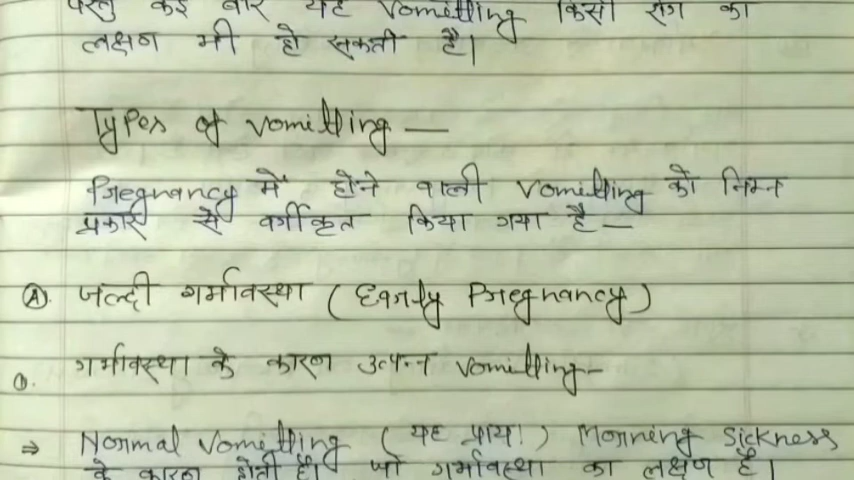 परंतु कई बार यह Vomitting किसी रोग का
लक्षण भी हो सकती है।
Types of vomitting —
Pregnancy में होने वाली vomitting को निम्न
प्रकार से वर्गीकृत किया गया है —
Ⓐ. जल्दी गर्भावस्था ( Early Pregnancy )
①. गर्भावस्था के कारण उत्पन्न vomitting -
⇒ Normal vomitting ( यह प्रायः ) Morning Sickness
के कारण होती है। जो गर्भावस्था का लक्षण है।